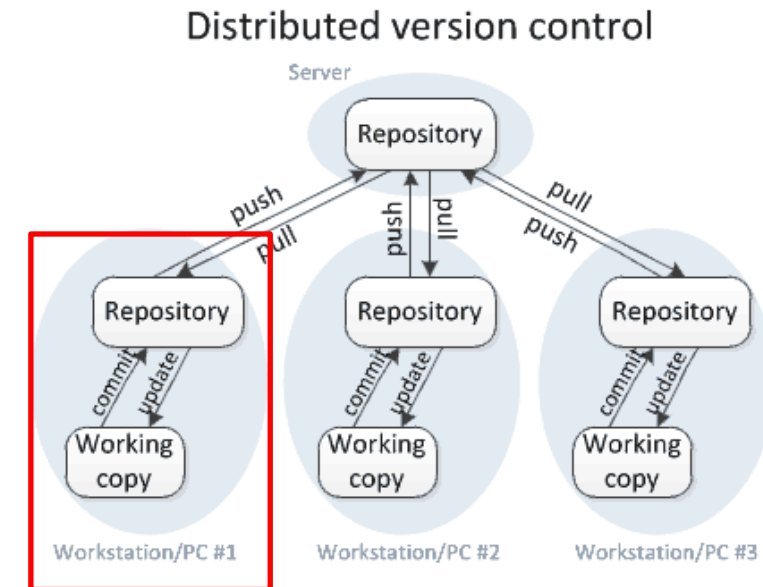 Distributed version control
Server
Repository
push
pull
push
pull
pull
push
Repository
Repository
Repository
commit
update
commit
update
commit
update
Working
copy
Working
copy
Working
copy
Workstation/PC #1
Workstation/PC #2
Workstation/PC #3